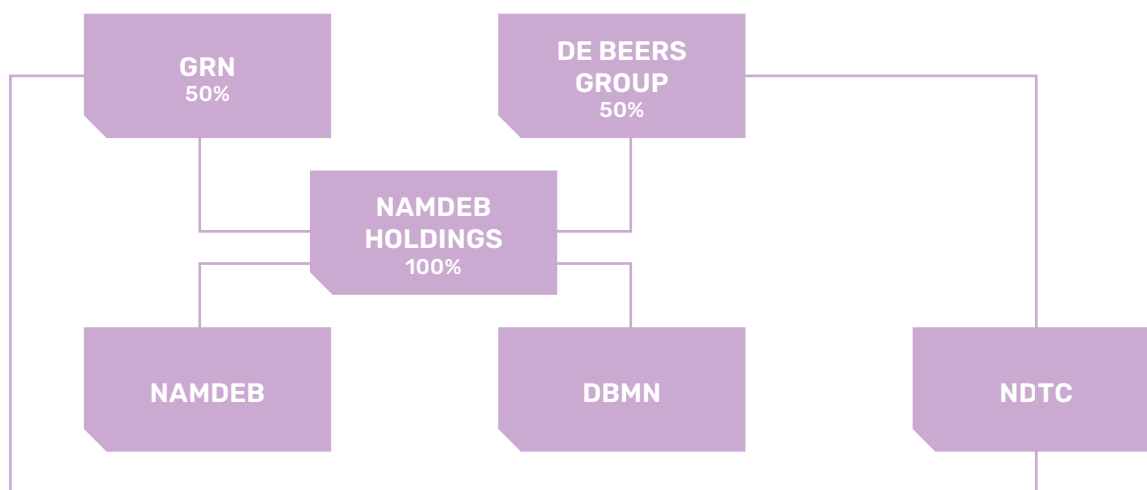 GRN
50%
DE BEERS
GROUP
50%
NAMDEB
HOLDINGS
100%
NAMDEB
DBMN
NDTC